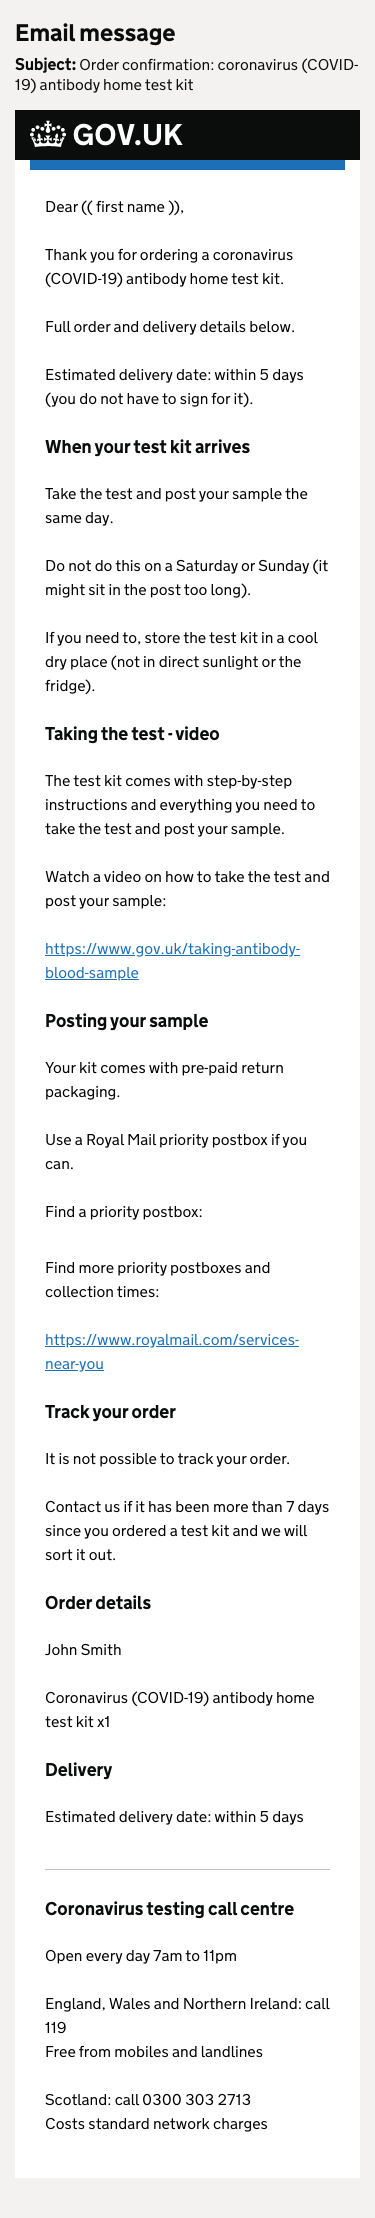 Email message
Subject: Order confirmation: coronavirus (COVID-
19) antibody home test kit
GOV.UK
Dear (( first name )),
Thank you for ordering a coronavirus
(COVID-19) antibody home test kit.
Full order and delivery details below.
Estimated delivery date: within 5 days
(you do not have to sign for it).
When your test kit arrives
Take the test and post your sample the
same day.
Do not do this on a Saturday or Sunday (it
might sit in the post too long).
If you need to, store the test kit in a cool
dry place (not in direct sunlight or the
fridge).
Taking the test - video
The test kit comes with step-by-step
instructions and everything you need to
take the test and post your sample.
Watch a video on how to take the test and
post your sample:
https://www.gov.uk/taking-antibody-
blood-sample
Posting your sample
Your kit comes with pre-paid return
packaging.
Use a Royal Mail priority postbox if you
can.
Find a priority postbox:
Find more priority postboxes and
collection times:
https://www.royalmail.com/services-
near-you
Track your order
It is not possible to track your order.
Contact us if it has been more than 7 days
since you ordered a test kit and we will
sort it out.
Order details
John Smith
Coronavirus (COVID-19) antibody home
test kit x1
Delivery
Estimated delivery date: within 5 days
Coronavirus testing call centre
Open every day 7am to 11pm
England, Wales and Northern Ireland: call
119
Free from mobiles and landlines
Scotland: call 0300 303 2713
Costs standard network charges